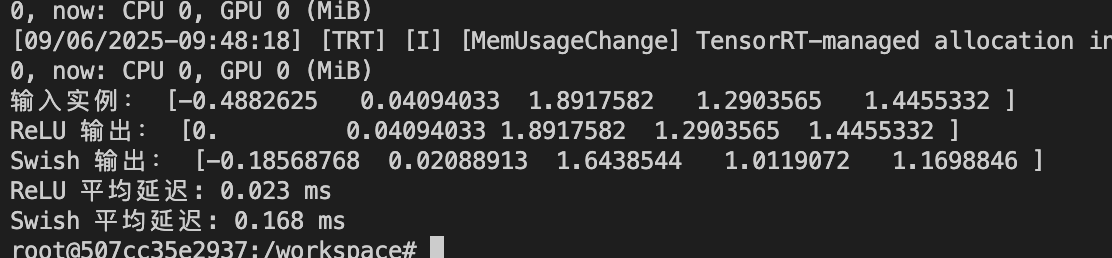 0, now: CPU 0, GPU 0 (MiB)
[09/06/2025-09:48:18] [TRT] [I] [MemUsageChange] TensorRT-managed allocation in
0, now: CPU 0, GPU 0 (MiB)
输入实例： [-0.4882625 0.04094033 1.8917582 1.2903565 1.4455332 ]
ReLU 输出： [0. 0.04094033 1.8917582 1.2903565 1.4455332 ]
Swish 输出： [-0.18568768 0.02088913 1.6438544 1.0119072 1.1698846 ]
ReLU 平均延迟: 0.023 ms
Swish 平均延迟: 0.168 ms
root@507cc35e2937:/workspace#